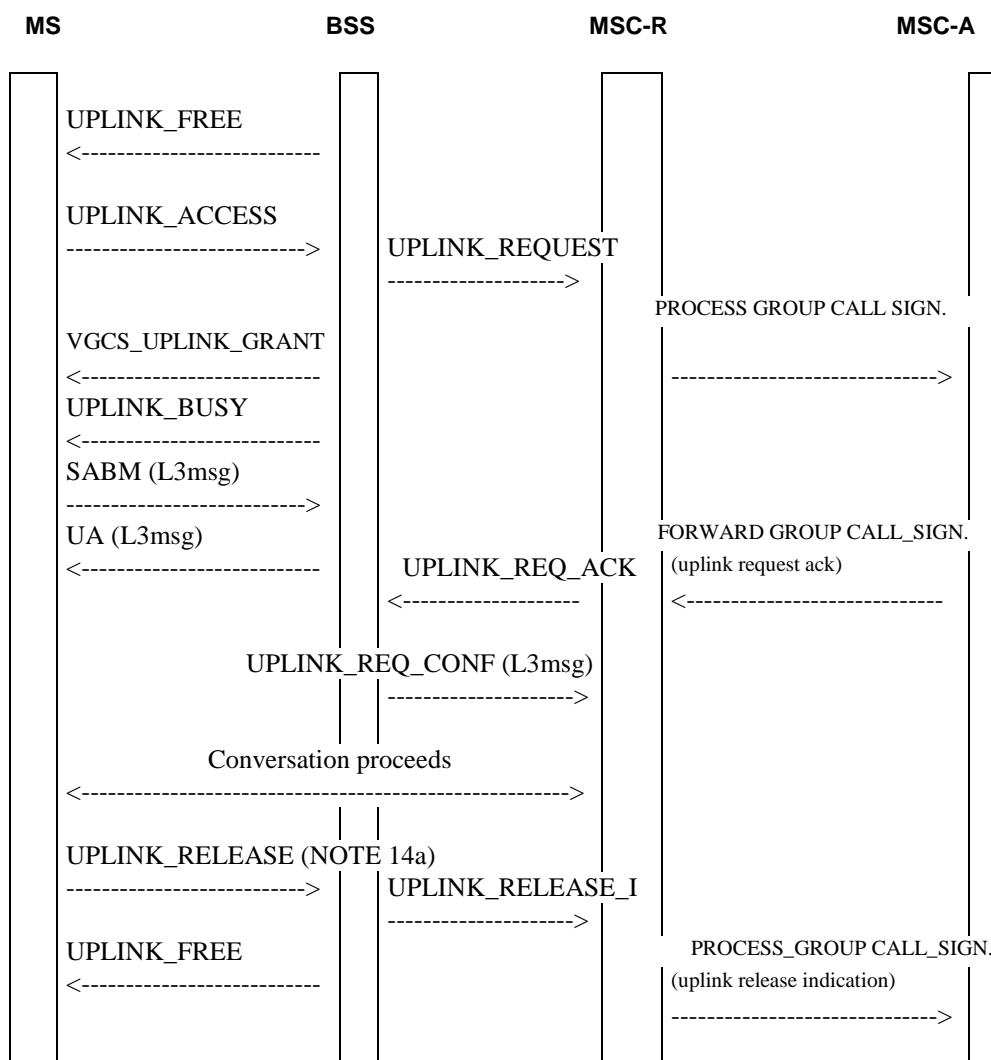 MS BSS MSC-R MSC-A
UPLINK_FREE
<---------------------------
UPLINK_ACCESS
--------------------------->
UPLINK_REQUEST
-------------------->
PROCESS GROUP CALL SIGN.
VGCS_UPLINK_GRANT
<--------------------------- ------------------------------>
UPLINK_BUSY
<---------------------------
SABM (L3msg)
--------------------------->
UA (L3msg) FORWARD GROUP CALL_SIGN.
<--------------------------- UPLINK_REQ_ACK (uplink request ack)
<-------------------- <-----------------------------
UPLINK_REQ_CONF (L3msg)
--------------------->
Conversation proceeds
<------------------------------------------------------->
UPLINK_RELEASE (NOTE 14a)
---------------------------> UPLINK_RELEASE_I
--------------------->
UPLINK_FREE PROCESS_GROUP CALL_SIGN.
<--------------------------- (uplink release indication)
------------------------------>